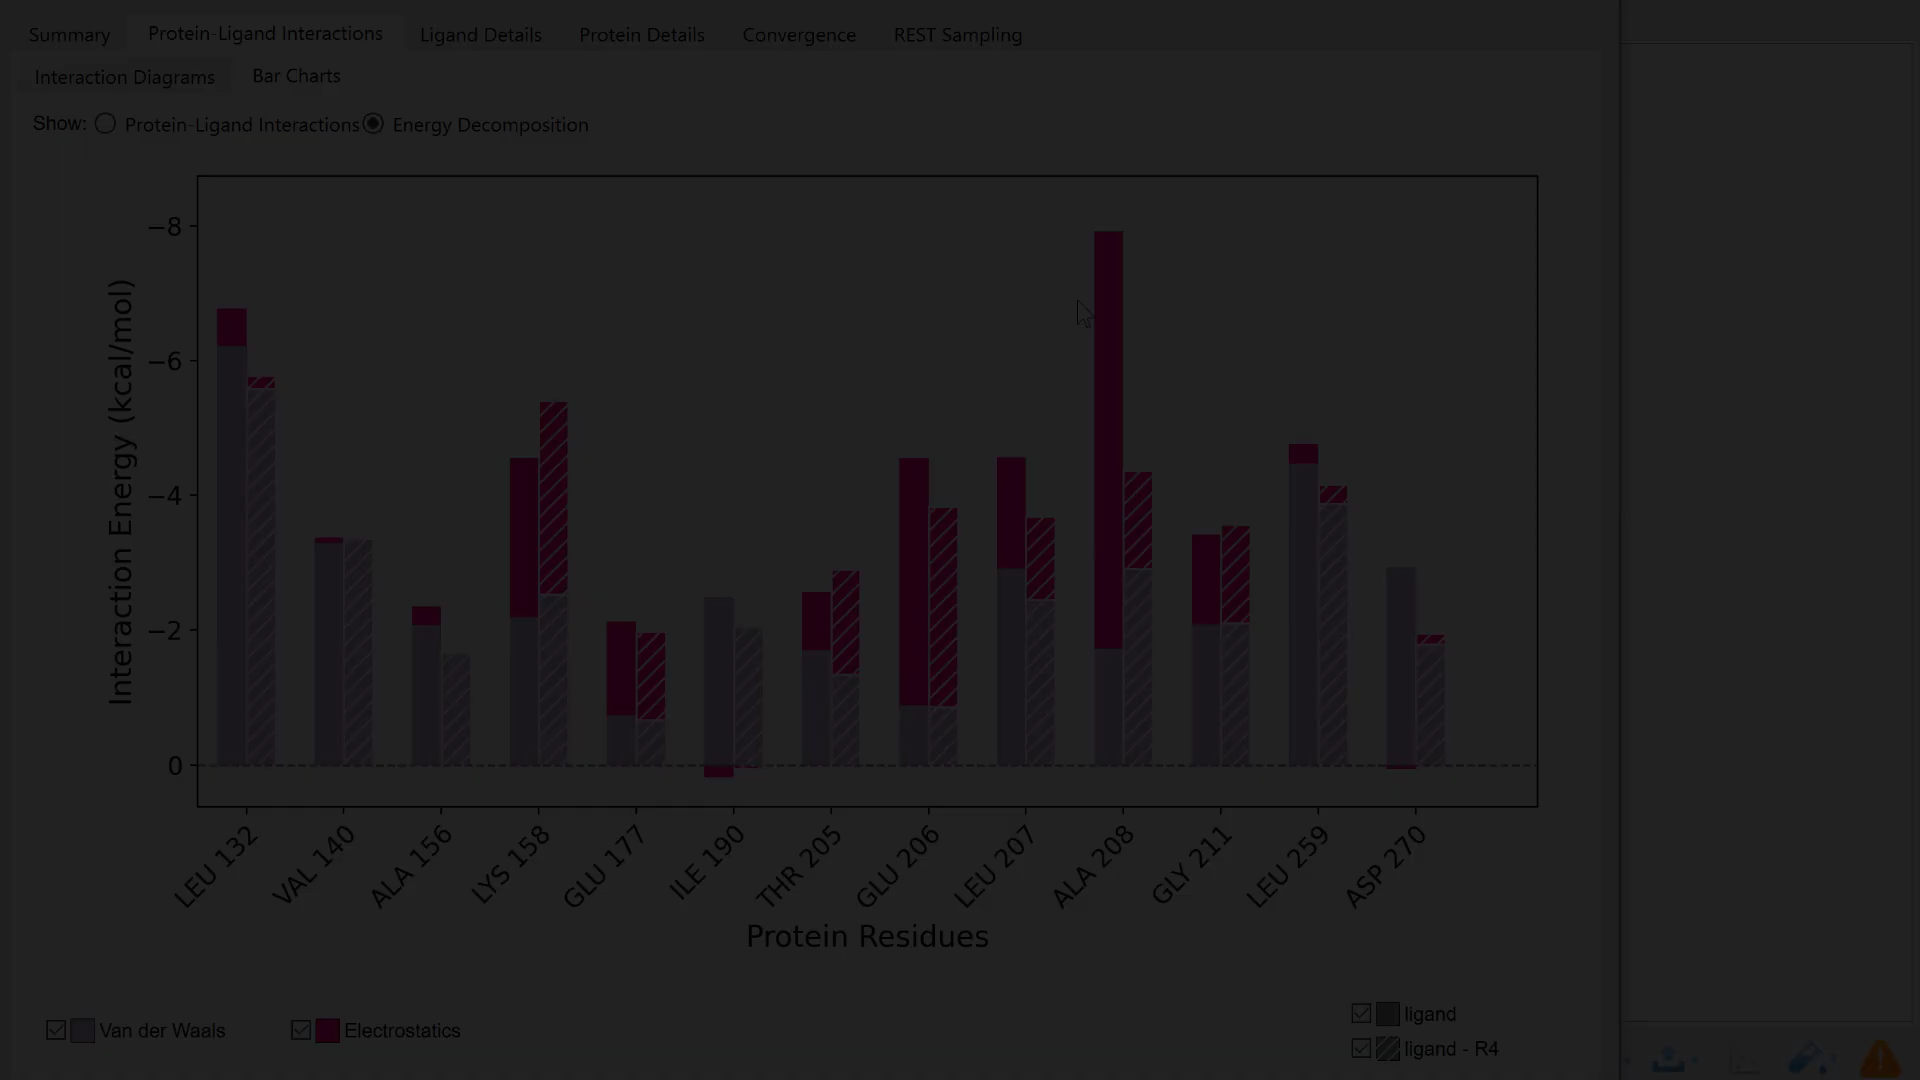 Summary Protein-Ligand Interactions Ligand Details Protein Details Convergence REST Sampling
Interaction Diagrams Bar Charts
Show: Protein-Ligand Interactions Energy Decomposition
Interaction Energy (kcal/mol)
−8
−6
−4
−2
0
LEU 132 VAL 140 ALA 156 LYS 158 GLU 177 ILE 190 THR 205 GLU 206 LEU 207 ALA 208 GLY 211 LEU 259 ASP 270
Protein Residues
Van der Waals Electrostatics
ligand
ligand - R4